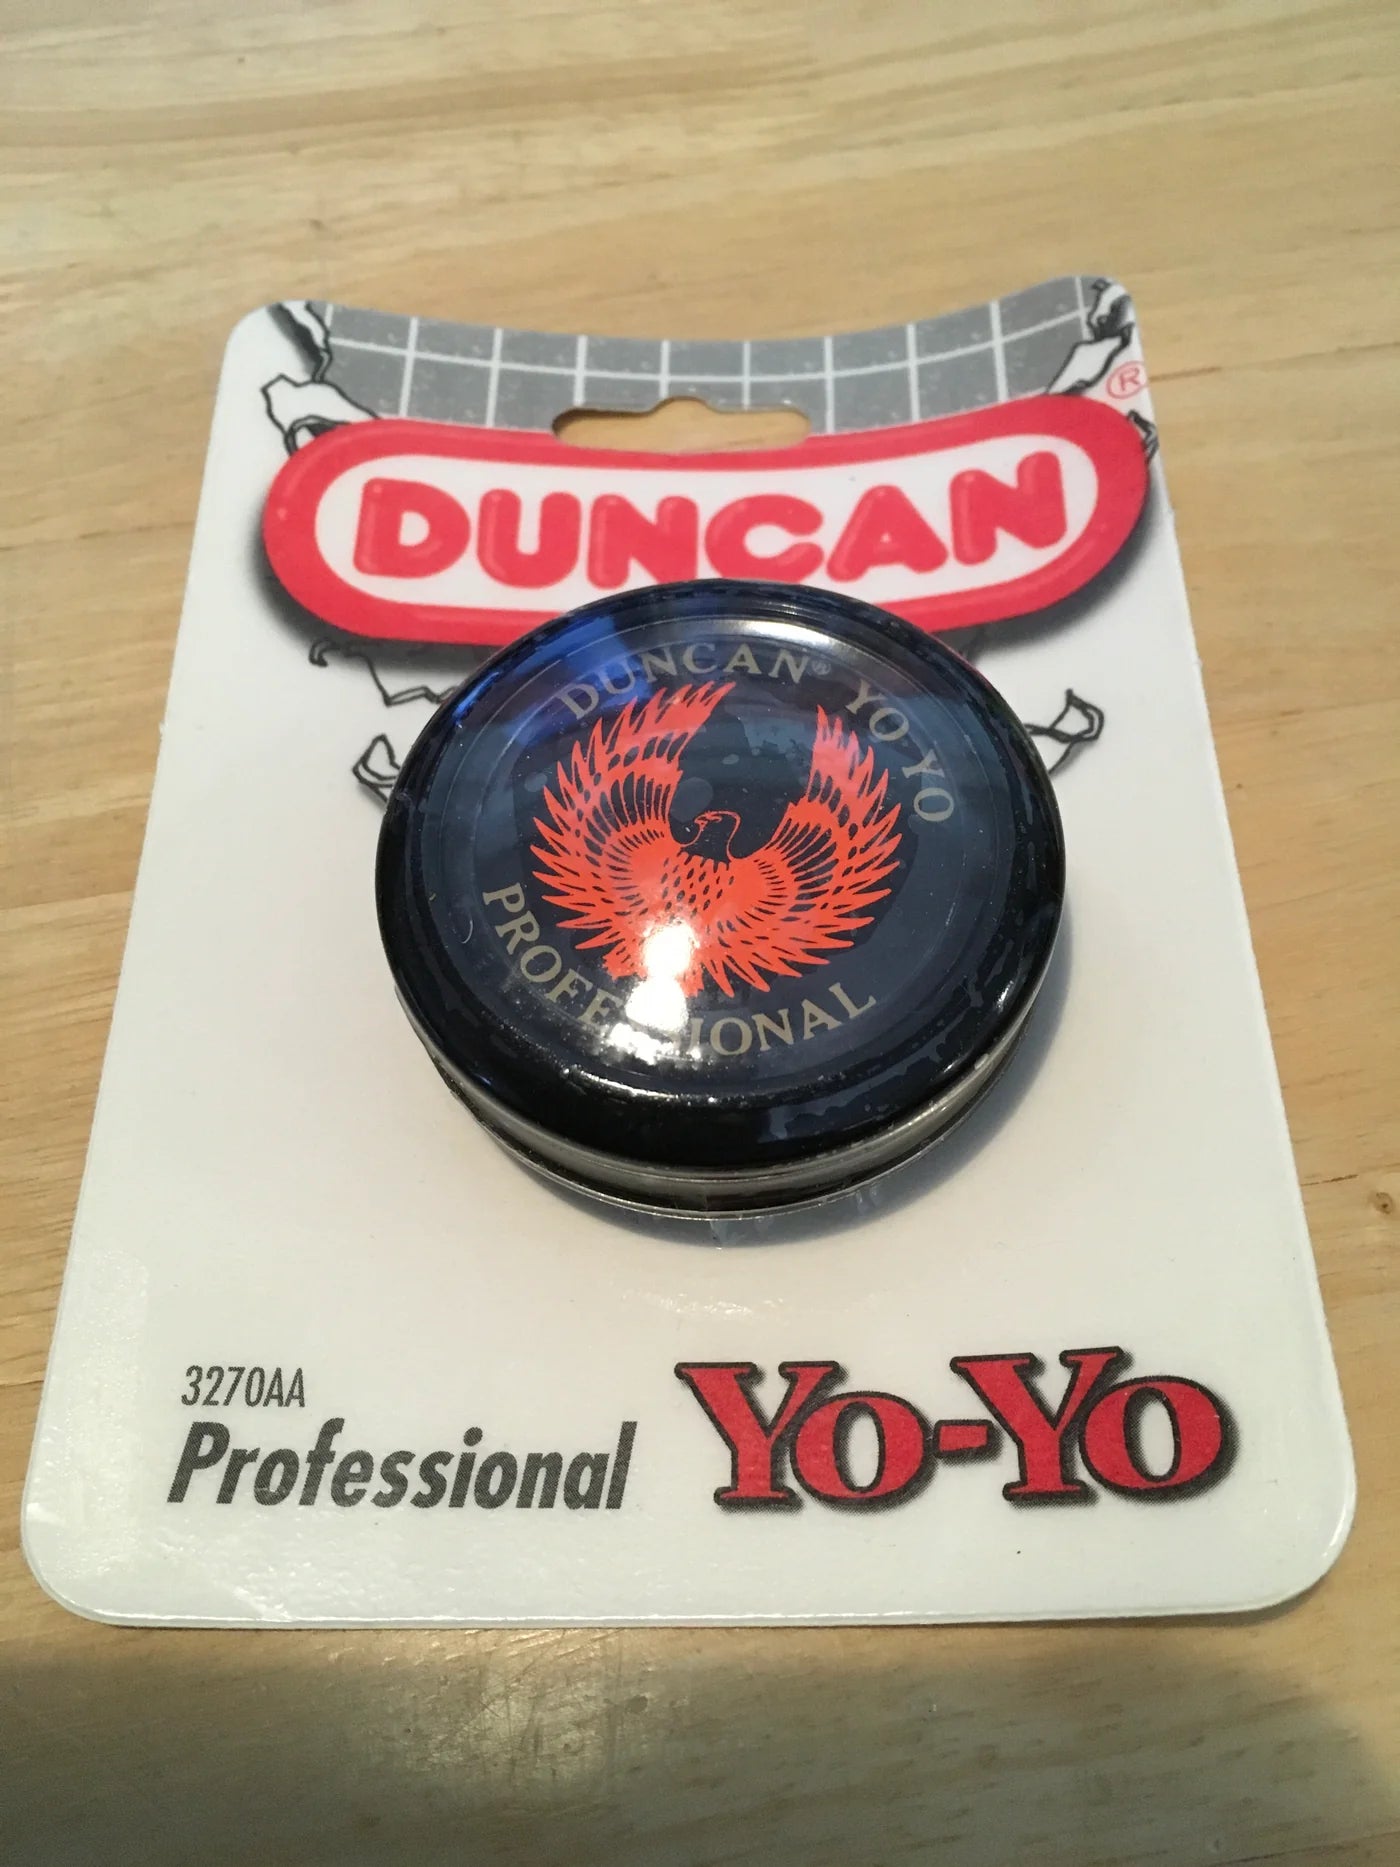 ®
DUNCAN
DUNCAN® YO YO
PROFESSIONAL
3270AA
Professional
Yo-Yo